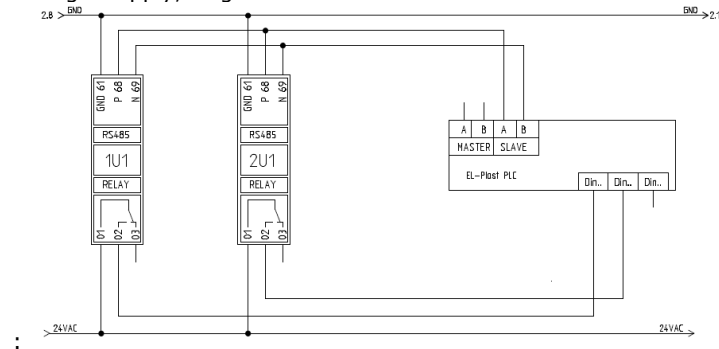 2.8 GND GND 2.1
GND 61 P 68 N 69 GND 61 P 68 N 69
A B A B
RS485 RS485 MASTER SLAVE
1U1 2U1
EL-Plast PLC
RELAY RELAY Din.. Din.. Din..
01 02 03 01 02 03
24VAC 24VAC
: